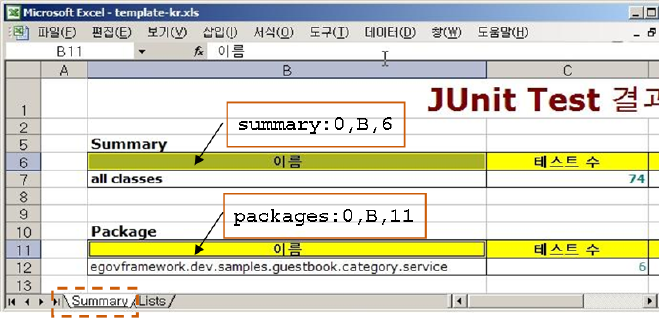 Microsoft Excel - template-kr.xls
파일(F) 편집(E) 보기(V) 삽입(I) 서식(O) 도구(T) 데이터(D) 창(W) 도움말(H)
B11 fx 이름
A B C
1 JUnit Test 결과
2
5 Summary
summary:0,B,6
6 이름 테스트 수
7 all classes 74
8
9
packages:0,B,11
10 Package
11 이름 테스트 수
12 egovframework.dev.samples.guestbook.category.service 6
13
Summary Lists